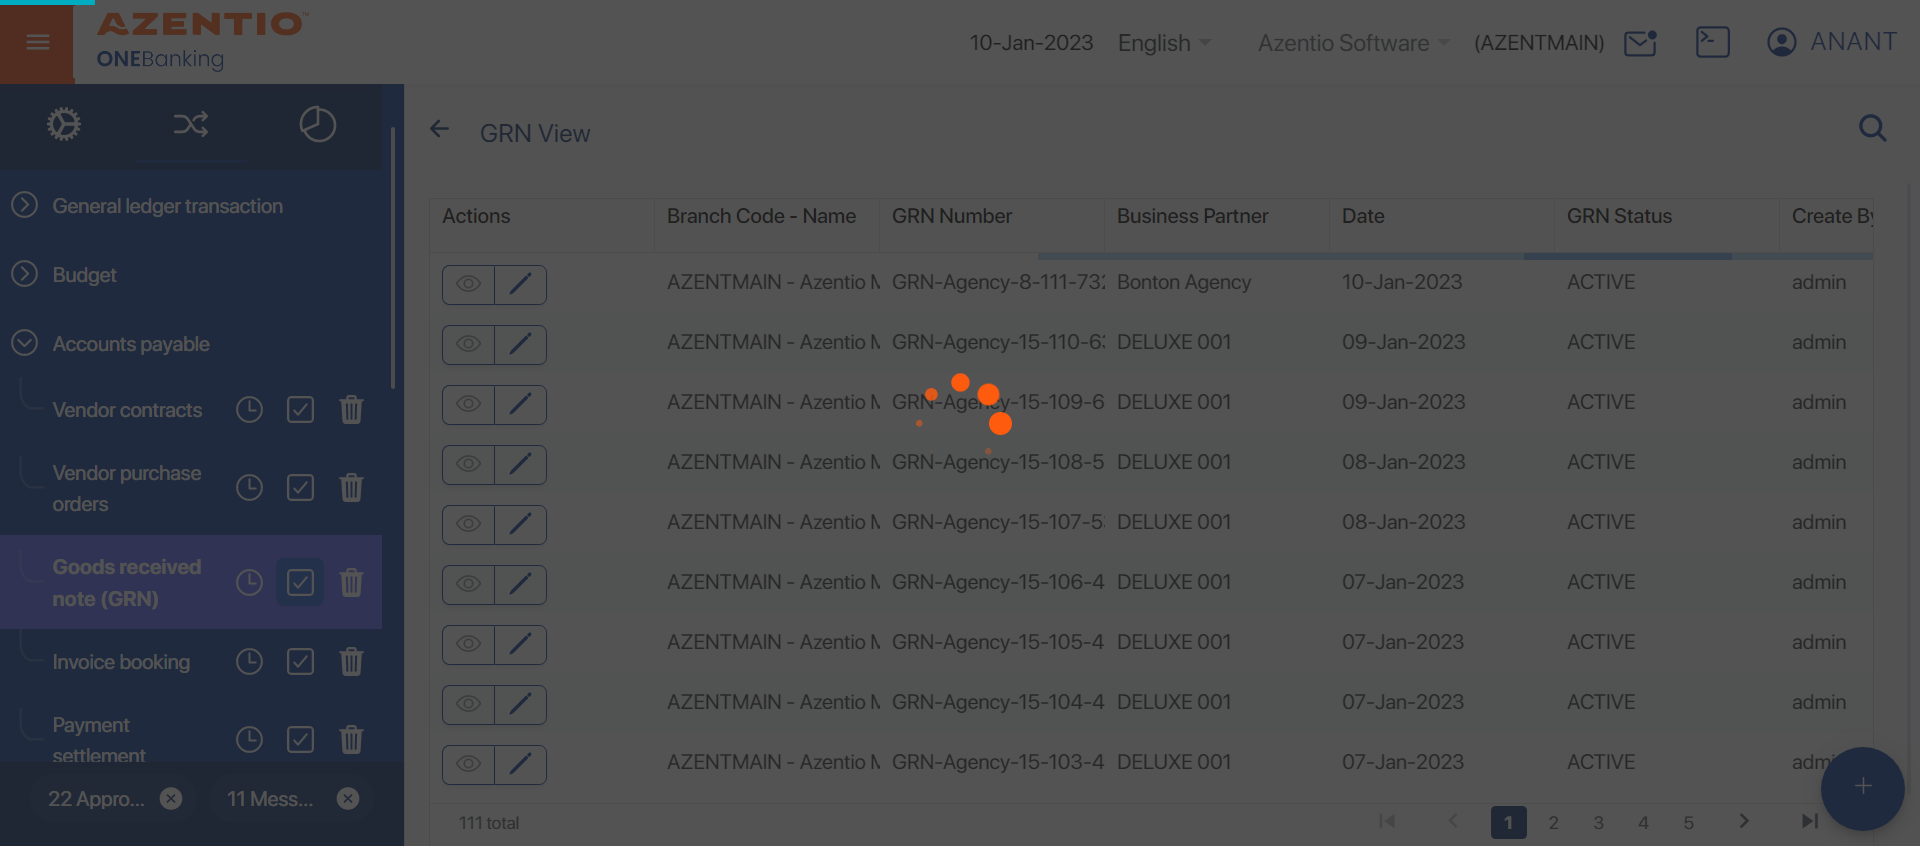 AZENTIO™
ONEBanking
10-Jan-2023 English Azentio Software (AZENTMAIN) ANANT
GRN View
General ledger transaction
Budget
Accounts payable
Vendor contracts
Vendor purchase
orders
Goods received
note (GRN)
Invoice booking
Payment
settlement
22 Appro...
11 Mess...
Actions Branch Code - Name GRN Number Business Partner Date GRN Status Create By
AZENTMAIN - Azentio M GRN-Agency-8-111-732 Bonton Agency 10-Jan-2023 ACTIVE admin
AZENTMAIN - Azentio M GRN-Agency-15-110-63 DELUXE 001 09-Jan-2023 ACTIVE admin
AZENTMAIN - Azentio M GRN-Agency-15-109-6 DELUXE 001 09-Jan-2023 ACTIVE admin
AZENTMAIN - Azentio M GRN-Agency-15-108-5 DELUXE 001 08-Jan-2023 ACTIVE admin
AZENTMAIN - Azentio M GRN-Agency-15-107-53 DELUXE 001 08-Jan-2023 ACTIVE admin
AZENTMAIN - Azentio M GRN-Agency-15-106-4 DELUXE 001 07-Jan-2023 ACTIVE admin
AZENTMAIN - Azentio M GRN-Agency-15-105-4 DELUXE 001 07-Jan-2023 ACTIVE admin
AZENTMAIN - Azentio M GRN-Agency-15-104-4 DELUXE 001 07-Jan-2023 ACTIVE admin
AZENTMAIN - Azentio M GRN-Agency-15-103-4 DELUXE 001 07-Jan-2023 ACTIVE adm
111 total 1 2 3 4 5